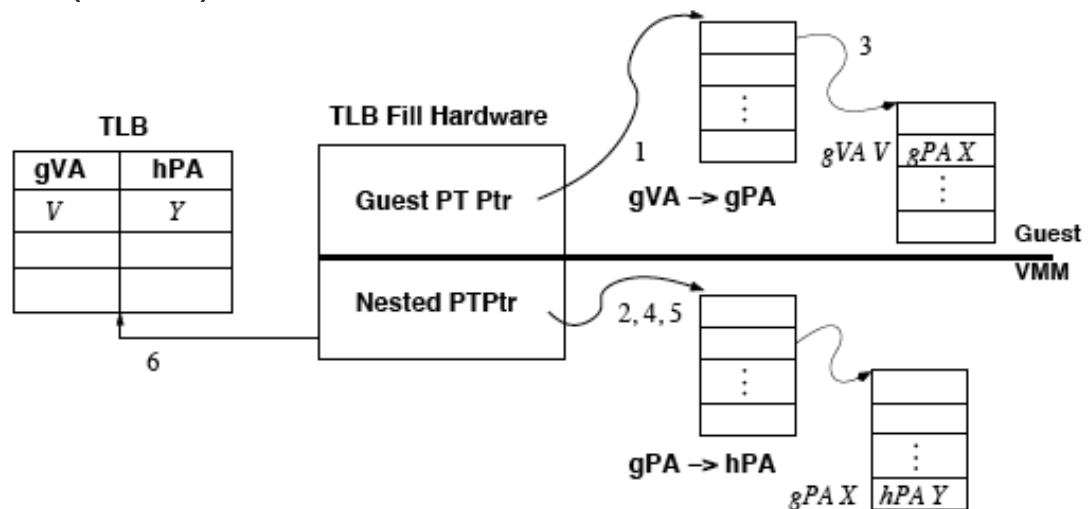 TLB
gVA hPA
V Y
6
TLB Fill Hardware
Guest PT Ptr
Nested PTPtr
1
3
gVA –> gPA
gVA V gPA X
Guest
VMM
2, 4, 5
gPA –> hPA
gPA X hPA Y